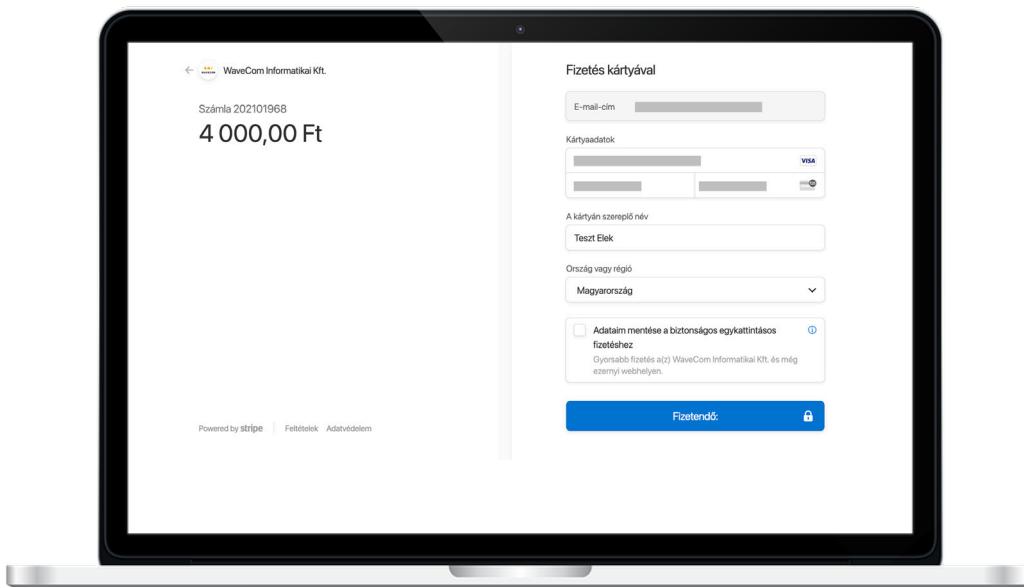 WaveCom Informatikai Kft.
Számla 202101968
4 000,00 Ft
Powered by stripe
Feltételek
Adatvédelem
Fizetés kártyával
E-mail-cím
Kártyaadatok
VISA
A kártyán szereplő név
Teszt Elek
Ország vagy régió
Magyarország
Adataim mentése a biztonságos egykattintásos
fizetéshez
Gyorsabb fizetés a(z) WaveCom Informatikai Kft. és még
ezernyi webhelyen.
Fizetendő: